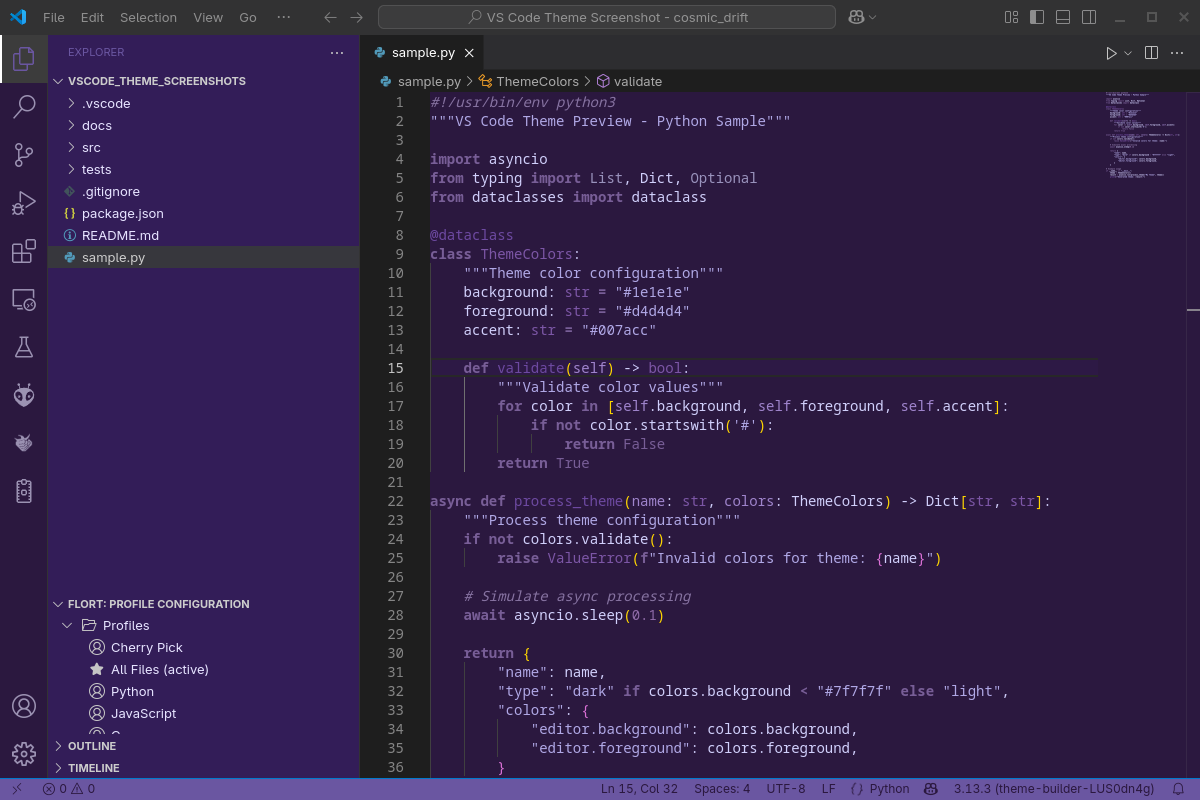 File Edit Selection View Go ···
VS Code Theme Screenshot - cosmic_drift
EXPLORER
VSCODE_THEME_SCREENSHOTS
.vscode
docs
src
tests
.gitignore
package.json
README.md
sample.py
FLORT: PROFILE CONFIGURATION
Profiles
Cherry Pick
All Files (active)
Python
JavaScript
OUTLINE
TIMELINE
sample.py
sample.py > ThemeColors > validate
1 #!/usr/bin/env python3
2 """VS Code Theme Preview - Python Sample"""
3
4 import asyncio
5 from typing import List, Dict, Optional
6 from dataclasses import dataclass
7
8 @dataclass
9 class ThemeColors:
10     """Theme color configuration"""
11     background: str = "#1e1e1e"
12     foreground: str = "#d4d4d4"
13     accent: str = "#007acc"
14
15     def validate(self) -> bool:
16         """Validate color values"""
17         for color in [self.background, self.foreground, self.accent]:
18             if not color.startswith('#'):
19                 return False
20         return True
21
22 async def process_theme(name: str, colors: ThemeColors) -> Dict[str, str]:
23     """Process theme configuration"""
24     if not colors.validate():
25         raise ValueError(f"Invalid colors for theme: {name}")
26
27     # Simulate async processing
28     await asyncio.sleep(0.1)
29
30     return {
31         "name": name,
32         "type": "dark" if colors.background < "#7f7f7f" else "light",
33         "colors": {
34             "editor.background": colors.background,
35             "editor.foreground": colors.foreground,
36         }
0 0 Ln 15, Col 32 Spaces: 4 UTF-8 LF {} Python 3.13.3 (theme-builder-LUS0dn4g)